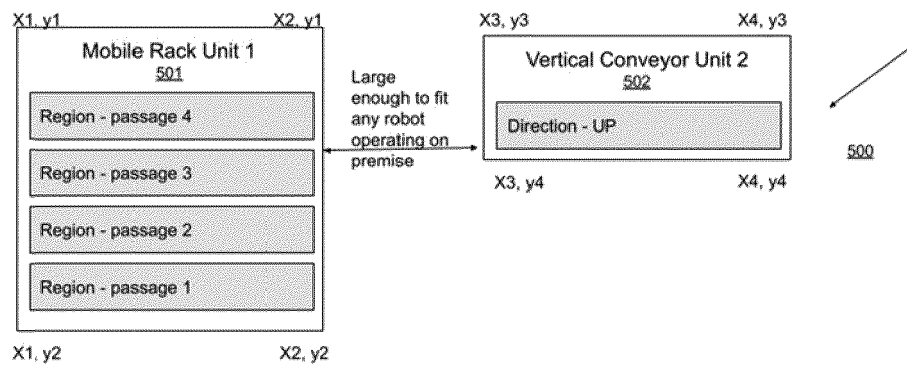 X1, y1
X2, y1
Mobile Rack Unit 1
501
Region - passage 4
Region - passage 3
Region - passage 2
Region - passage 1
X1, y2
X2, y2
Large
enough to fit
any robot
operating on
premise
X3, y3
X4, y3
Vertical Conveyor Unit 2
502
Direction - UP
X3, y4
X4, y4
500